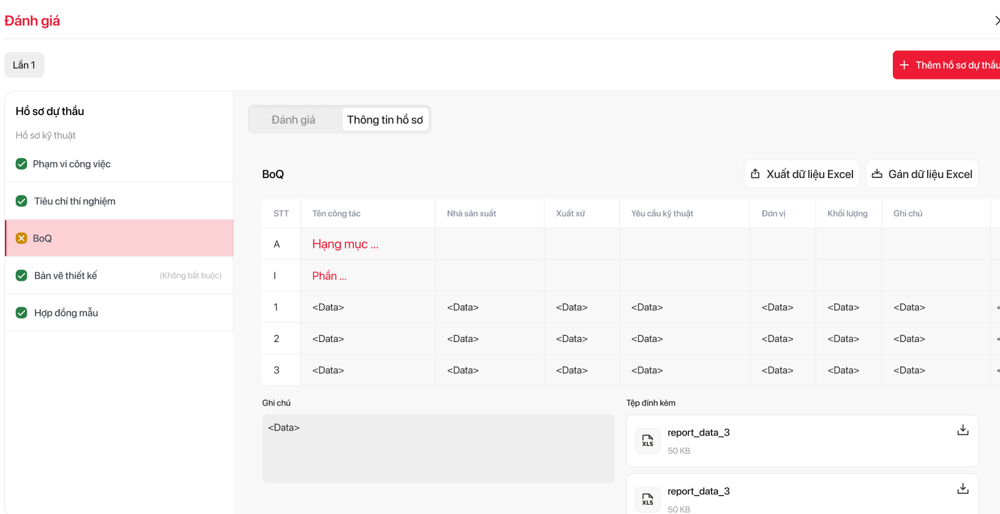 Đánh giá
Lần 1
Thêm hồ sơ dự thầu
Hồ sơ dự thầu
Hồ sơ kỹ thuật
Phạm vi công việc
Tiêu chí thí nghiệm
BoQ
Bản vẽ thiết kế (Không bắt buộc)
Hợp đồng mẫu
Đánh giá Thông tin hồ sơ
BoQ Xuất dữ liệu Excel Gán dữ liệu Excel
STT Tên công tác Nhà sản xuất Xuất xứ Yêu cầu kỹ thuật Đơn vị Khối lượng Ghi chú
A Hạng mục ...
I Phần ...
1 <Data> <Data> <Data> <Data> <Data> <Data> <Data>
2 <Data> <Data> <Data> <Data> <Data> <Data> <Data>
3 <Data> <Data> <Data> <Data> <Data> <Data> <Data>
Ghi chú
<Data>
Tệp đính kèm
XLS
report_data_3
50 KB
XLS
report_data_3
50 KB